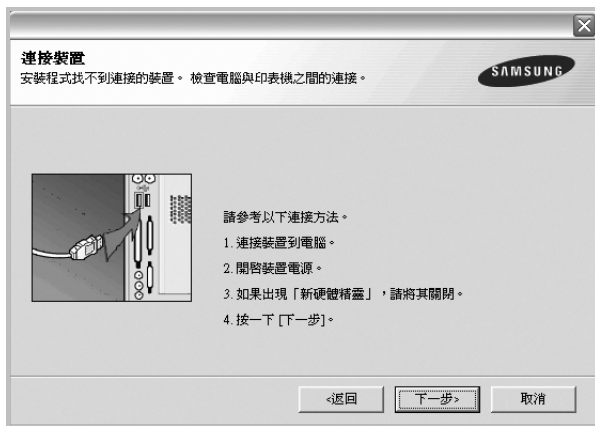 連接裝置
安裝程式找不到連接的裝置。 檢查電腦與印表機之間的連接。
SAMSUNG
請參考以下連接方法。
1. 連接裝置到電腦。
2. 開啟裝置電源。
3. 如果出現「新硬體精靈」，請將其關閉。
4. 按一下 [下一步]。
<返回
下一步>
取消